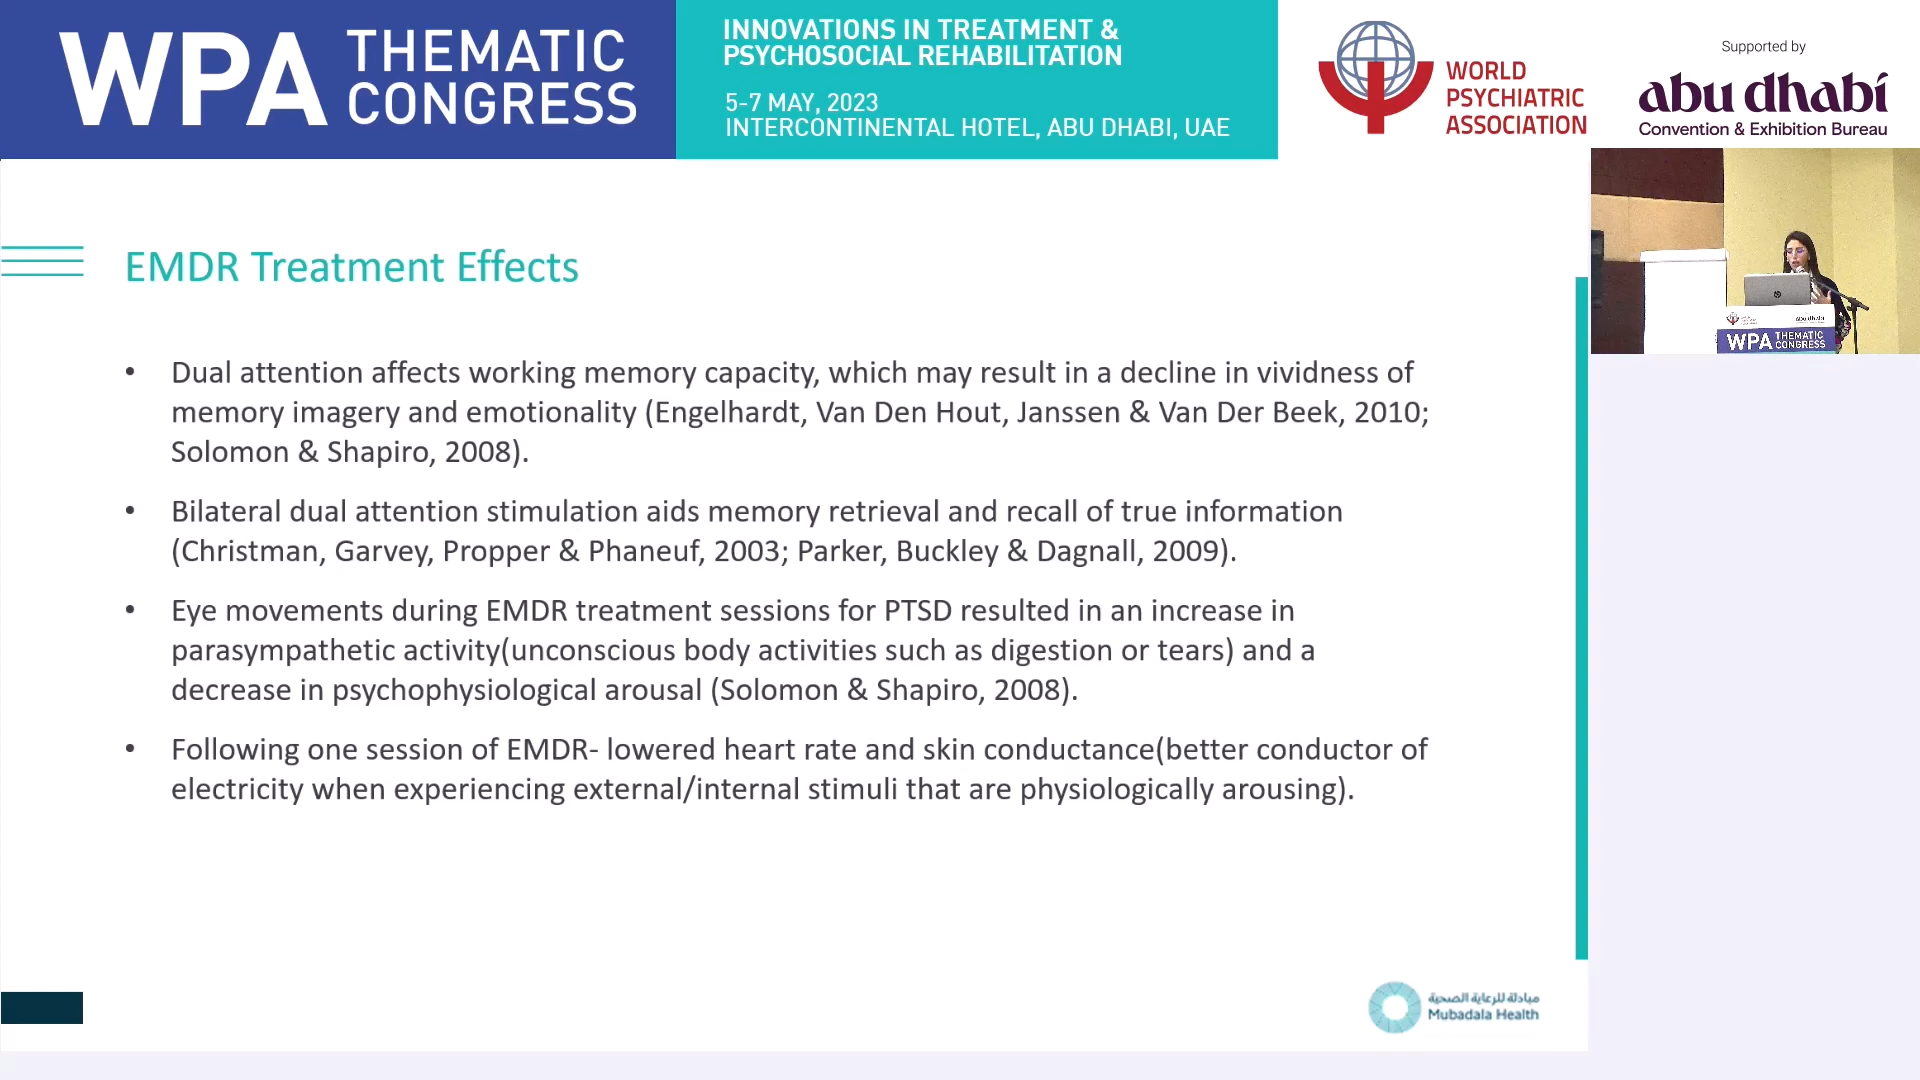 WPA THEMATIC
CONGRESS
INNOVATIONS IN TREATMENT &
PSYCHOSOCIAL REHABILITATION
5-7 MAY, 2023
INTERCONTINENTAL HOTEL, ABU DHABI, UAE
WORLD
PSYCHIATRIC
ASSOCIATION
Supported by
abu dhabi
Convention & Exhibition Bureau
EMDR Treatment Effects
• Dual attention affects working memory capacity, which may result in a decline in vividness of
memory imagery and emotionality (Engelhardt, Van Den Hout, Janssen & Van Der Beek, 2010;
Solomon & Shapiro, 2008).
• Bilateral dual attention stimulation aids memory retrieval and recall of true information
(Christman, Garvey, Propper & Phaneuf, 2003; Parker, Buckley & Dagnall, 2009).
• Eye movements during EMDR treatment sessions for PTSD resulted in an increase in
parasympathetic activity(unconscious body activities such as digestion or tears) and a
decrease in psychophysiological arousal (Solomon & Shapiro, 2008).
• Following one session of EMDR- lowered heart rate and skin conductance(better conductor of
electricity when experiencing external/internal stimuli that are physiologically arousing).
abu dhabi
WPA THEMATIC
CONGRESS
مبادلة للرعاية الصحية
Mubadala Health